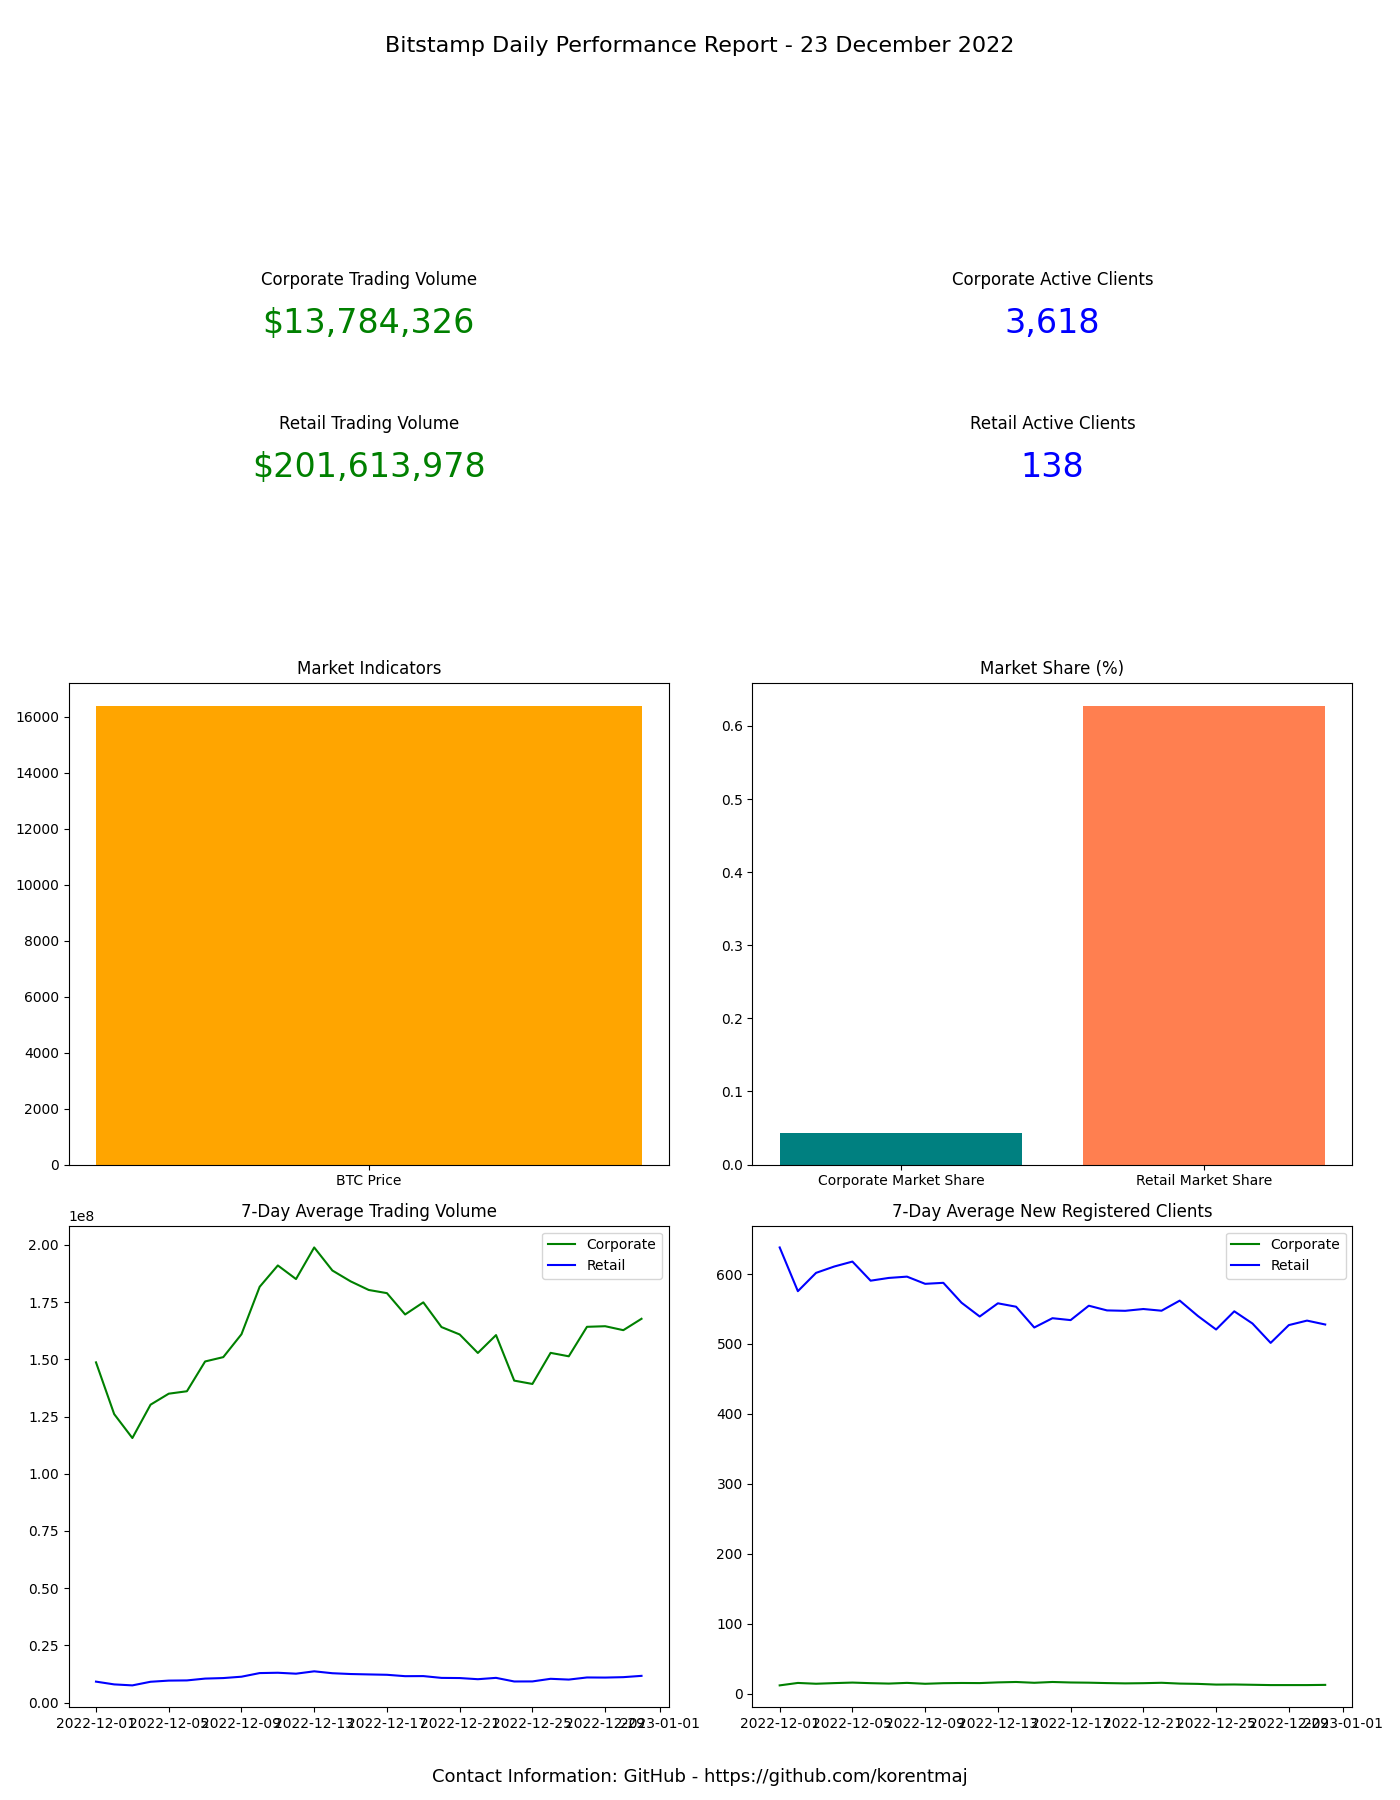 Bitstamp Daily Performance Report - 23 December 2022
Corporate Trading Volume
$13,784,326
Corporate Active Clients
3,618
Retail Trading Volume
$201,613,978
Retail Active Clients
138
Market Indicators
16000
14000
12000
10000
8000
6000
4000
2000
0
BTC Price
Market Share (%)
0.6
0.5
0.4
0.3
0.2
0.1
0.0
Corporate Market Share Retail Market Share
7-Day Average Trading Volume
1e8
Corporate
Retail
2.00
1.75
1.50
1.25
1.00
0.75
0.50
0.25
0.00
2022-12-01 2022-12-05 2022-12-09 2022-12-13 2022-12-17 2022-12-21 2022-12-25 2022-12-29 2023-01-01
7-Day Average New Registered Clients
Corporate
Retail
600
500
400
300
200
100
0
2022-12-01 2022-12-05 2022-12-09 2022-12-13 2022-12-17 2022-12-21 2022-12-25 2022-12-29 2023-01-01
Contact Information: GitHub - https://github.com/korentmaj